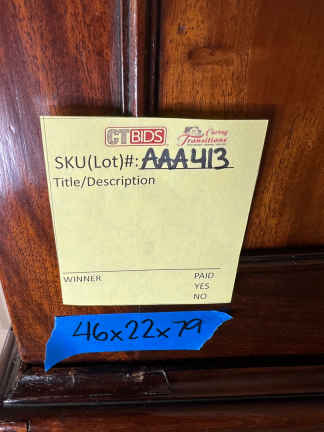 CTBIDS Caring Transitions
SKU(Lot)#: AAA413
Title/Description
WINNER PAID
YES
NO
46x22x79